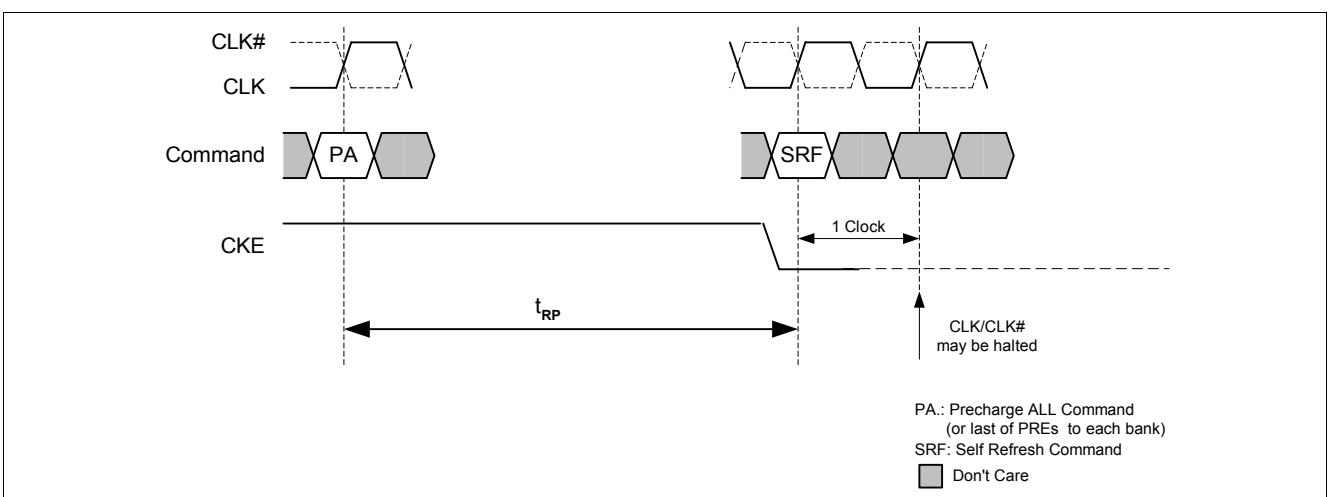 CLK#
CLK
Command
PA
SRF
CKE
1 Clock
tRP
CLK/CLK#
may be halted
PA.: Precharge ALL Command
(or last of PREs to each bank)
SRF: Self Refresh Command
Don't Care